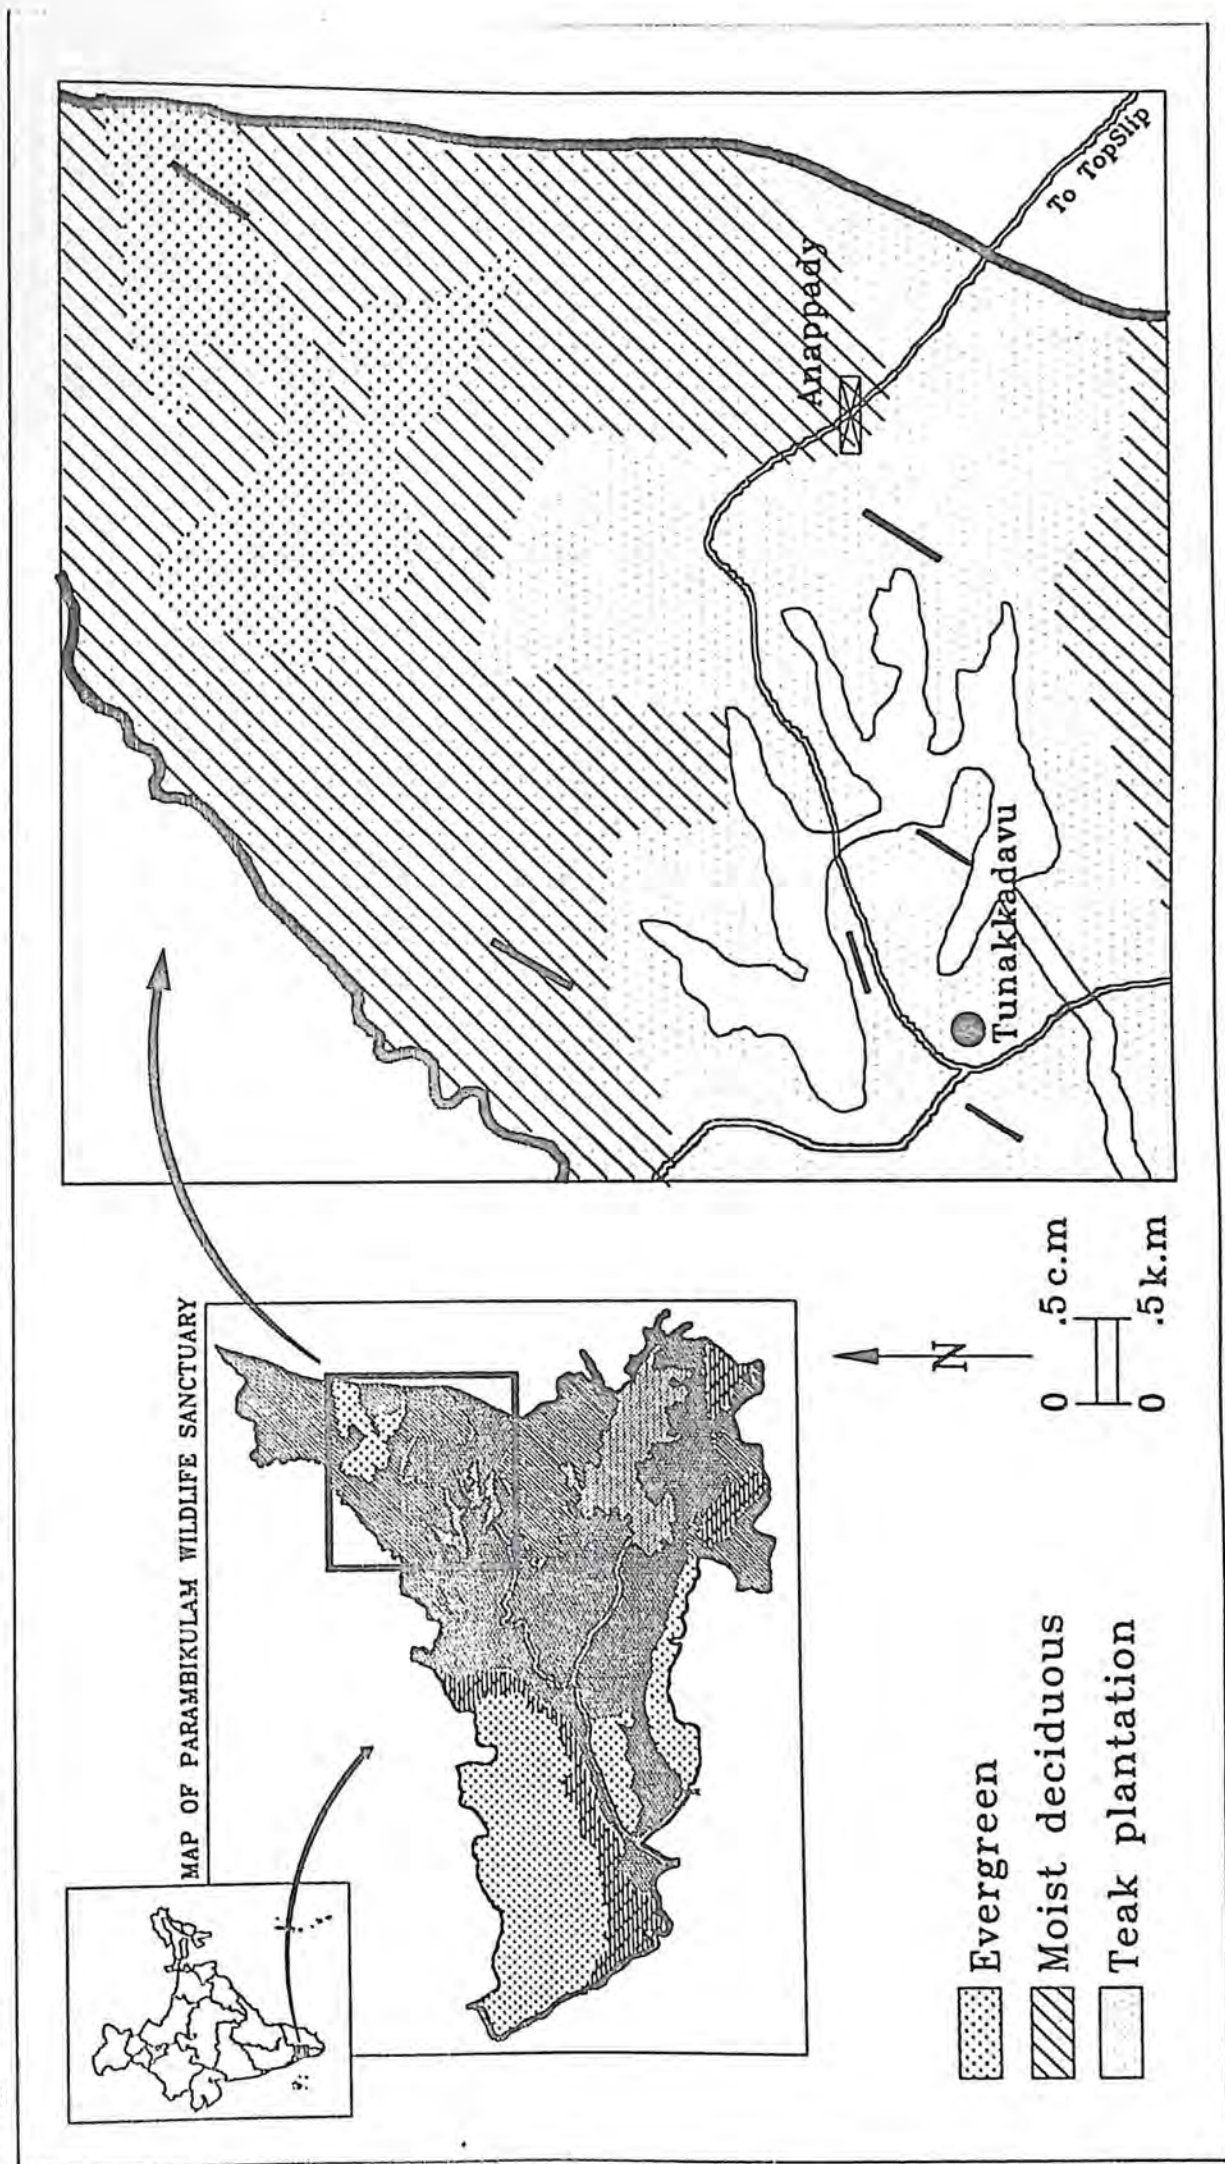 MAP OF PARAMBIKULAM WILDLIFE SANCTUARY
Anappady
To TopSlip
Tunakkadavu
N
0 .5 c.m
0 .5 k.m
Evergreen
Moist deciduous
Teak plantation